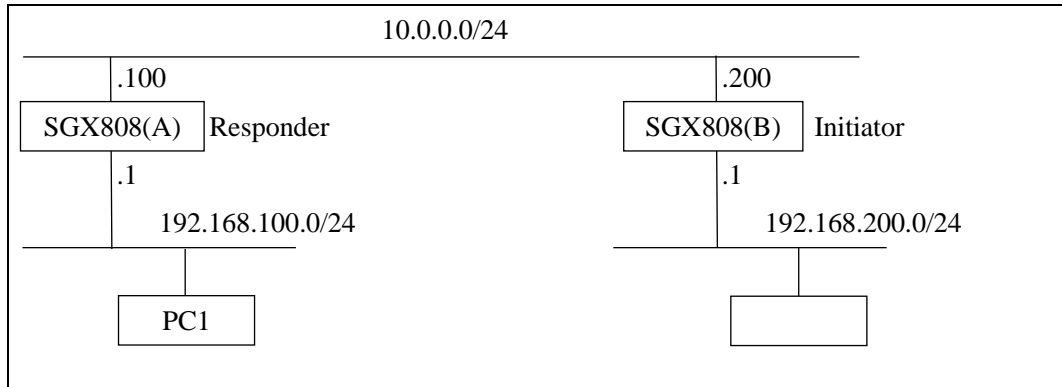 10.0.0.0/24
.100 .200
SGX808(A) Responder SGX808(B) Initiator
.1 .1
192.168.100.0/24 192.168.200.0/24
PC1